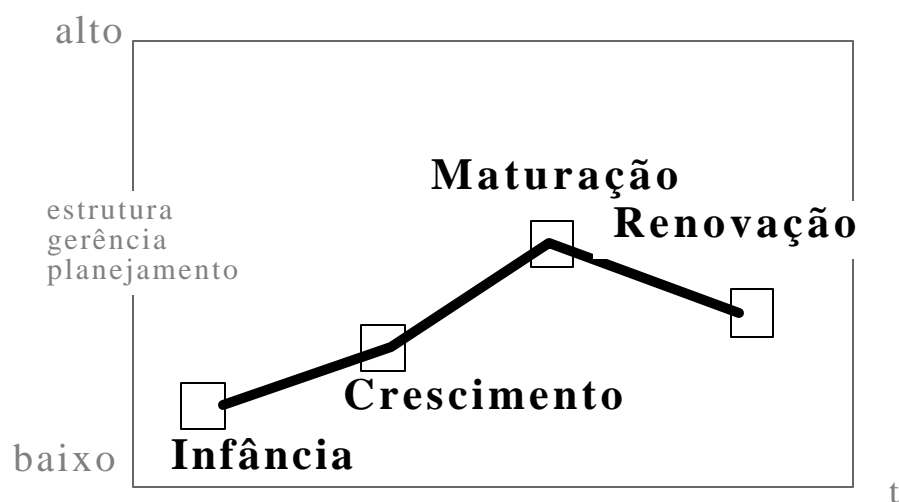 alto
Maturação
Renovação
estrutura
gerência
planejamento
Crescimento
Infância
baixo
t